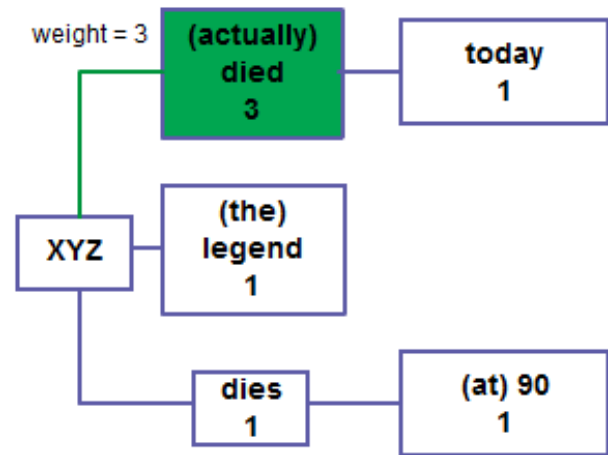 weight = 3
(actually)
died
3
today
1
XYZ
(the)
legend
1
dies
1
(at) 90
1